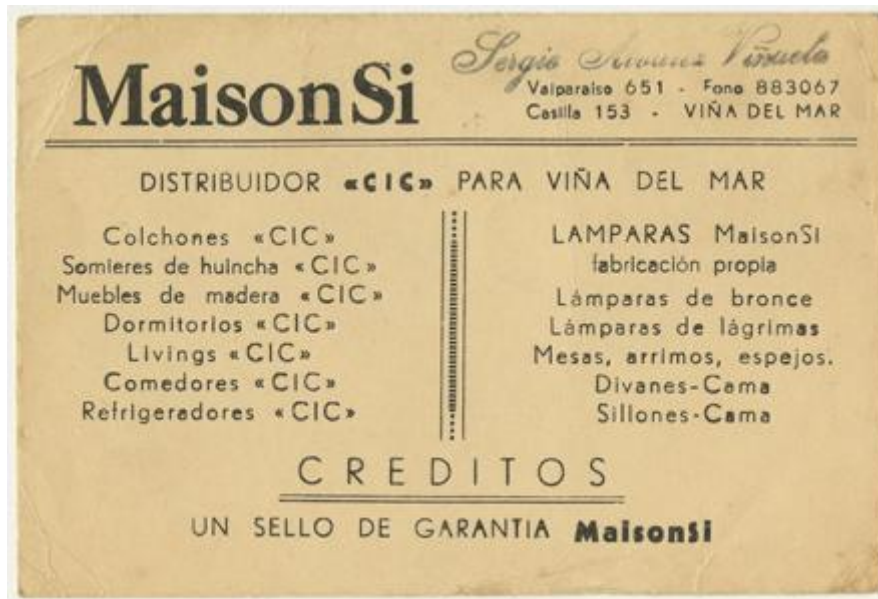 MaisonSi
Sergio Alvarez Viñuela
Valparaiso 651 - Fono 883067
Casilla 153 - VIÑA DEL MAR
DISTRIBUIDOR «CIC» PARA VIÑA DEL MAR
Colchones «CIC»
Somieres de huincha «CIC»
Muebles de madera «CIC»
Dormitorios «CIC»
Livings «CIC»
Comedores «CIC»
Refrigeradores «CIC»
LAMPARAS MaisonSi
fabricación propia
Lámparas de bronce
Lámparas de lágrimas
Mesas, arrimos, espejos.
Divanes-Cama
Sillones-Cama
CREDITOS
UN SELLO DE GARANTIA MaisonSi